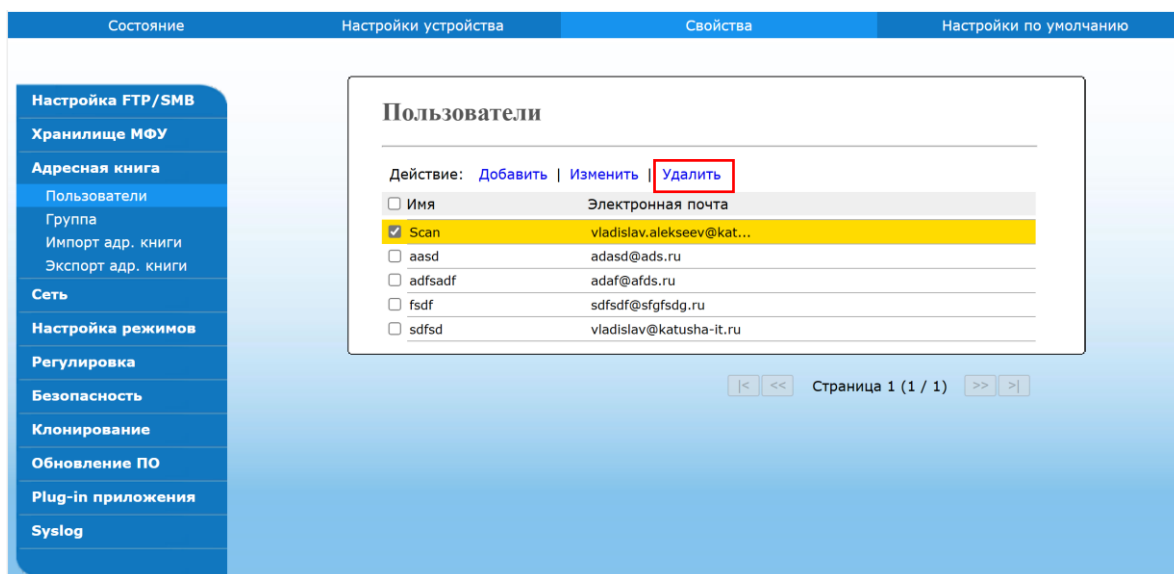 Состояние Настройки устройства Свойства Настройки по умолчанию
Настройка FTP/SMB
Хранилище МФУ
Адресная книга
Пользователи
Группа
Импорт адр. книги
Экспорт адр. книги
Сеть
Настройка режимов
Регулировка
Безопасность
Клонирование
Обновление ПО
Plug-in приложения
Syslog
Пользователи
Действие: Добавить | Изменить | Удалить
Имя Электронная почта
Scan vladislav.alekseev@kat...
aasd adasd@ads.ru
adfsadf adaf@afds.ru
fsdf sdfsdf@sfgfsdg.ru
sdfsd vladislav@katusha-it.ru
|< << Страница 1 (1 / 1) >> >|